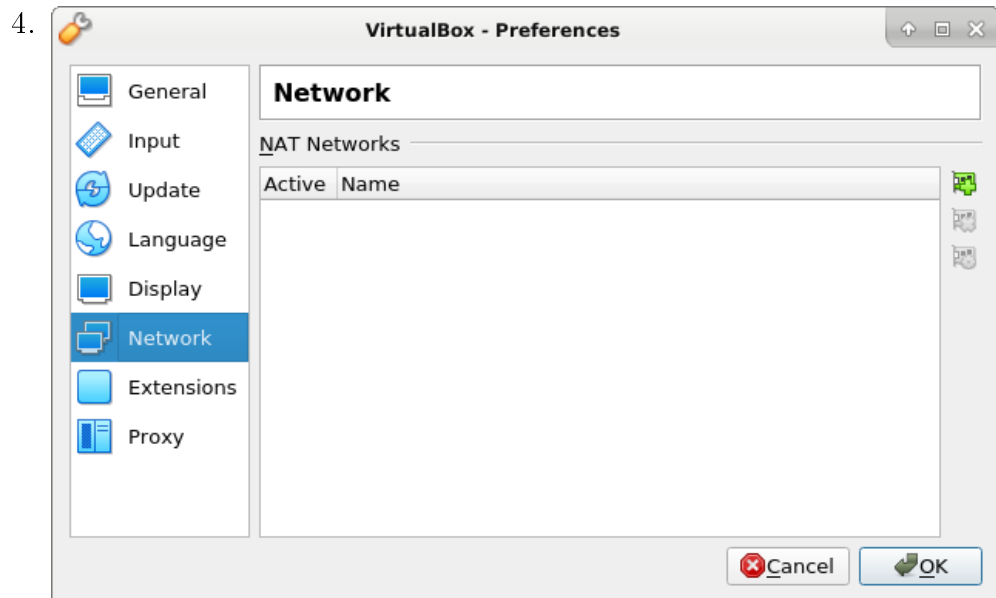 4.
VirtualBox - Preferences
General
Input
Update
Language
Display
Network
Extensions
Proxy
Network
NAT Networks
Active Name
Cancel OK